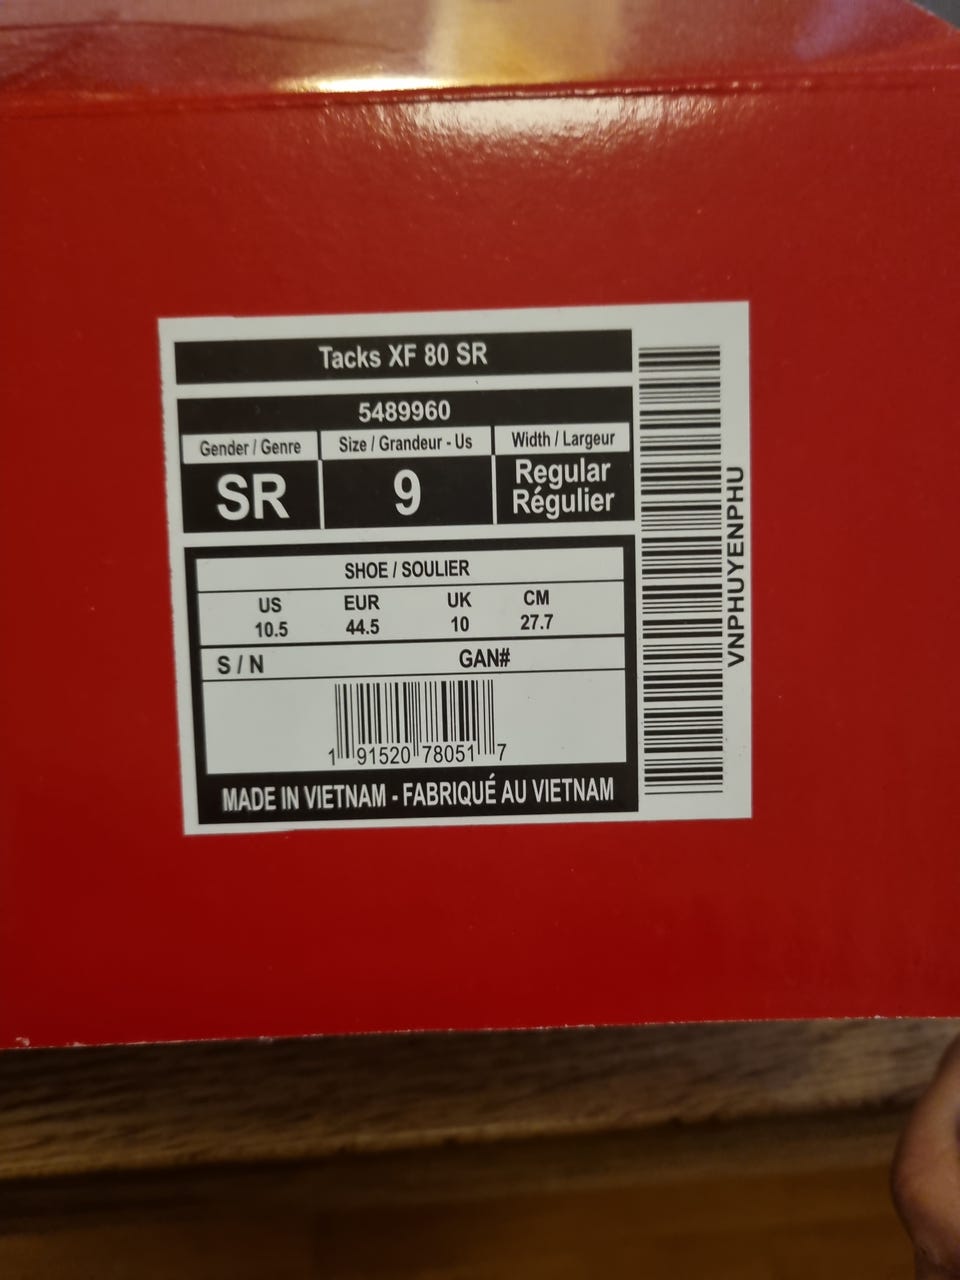 Tacks XF 80 SR
5489960
Gender / Genre Size / Grandeur - Us Width / Largeur
SR 9 Regular
Régulier
SHOE / SOULIER
US EUR UK CM
10.5 44.5 10 27.7
S / N GAN#
1 91520 78051 7
MADE IN VIETNAM - FABRIQUÉ AU VIETNAM
VNPHUYENPHU